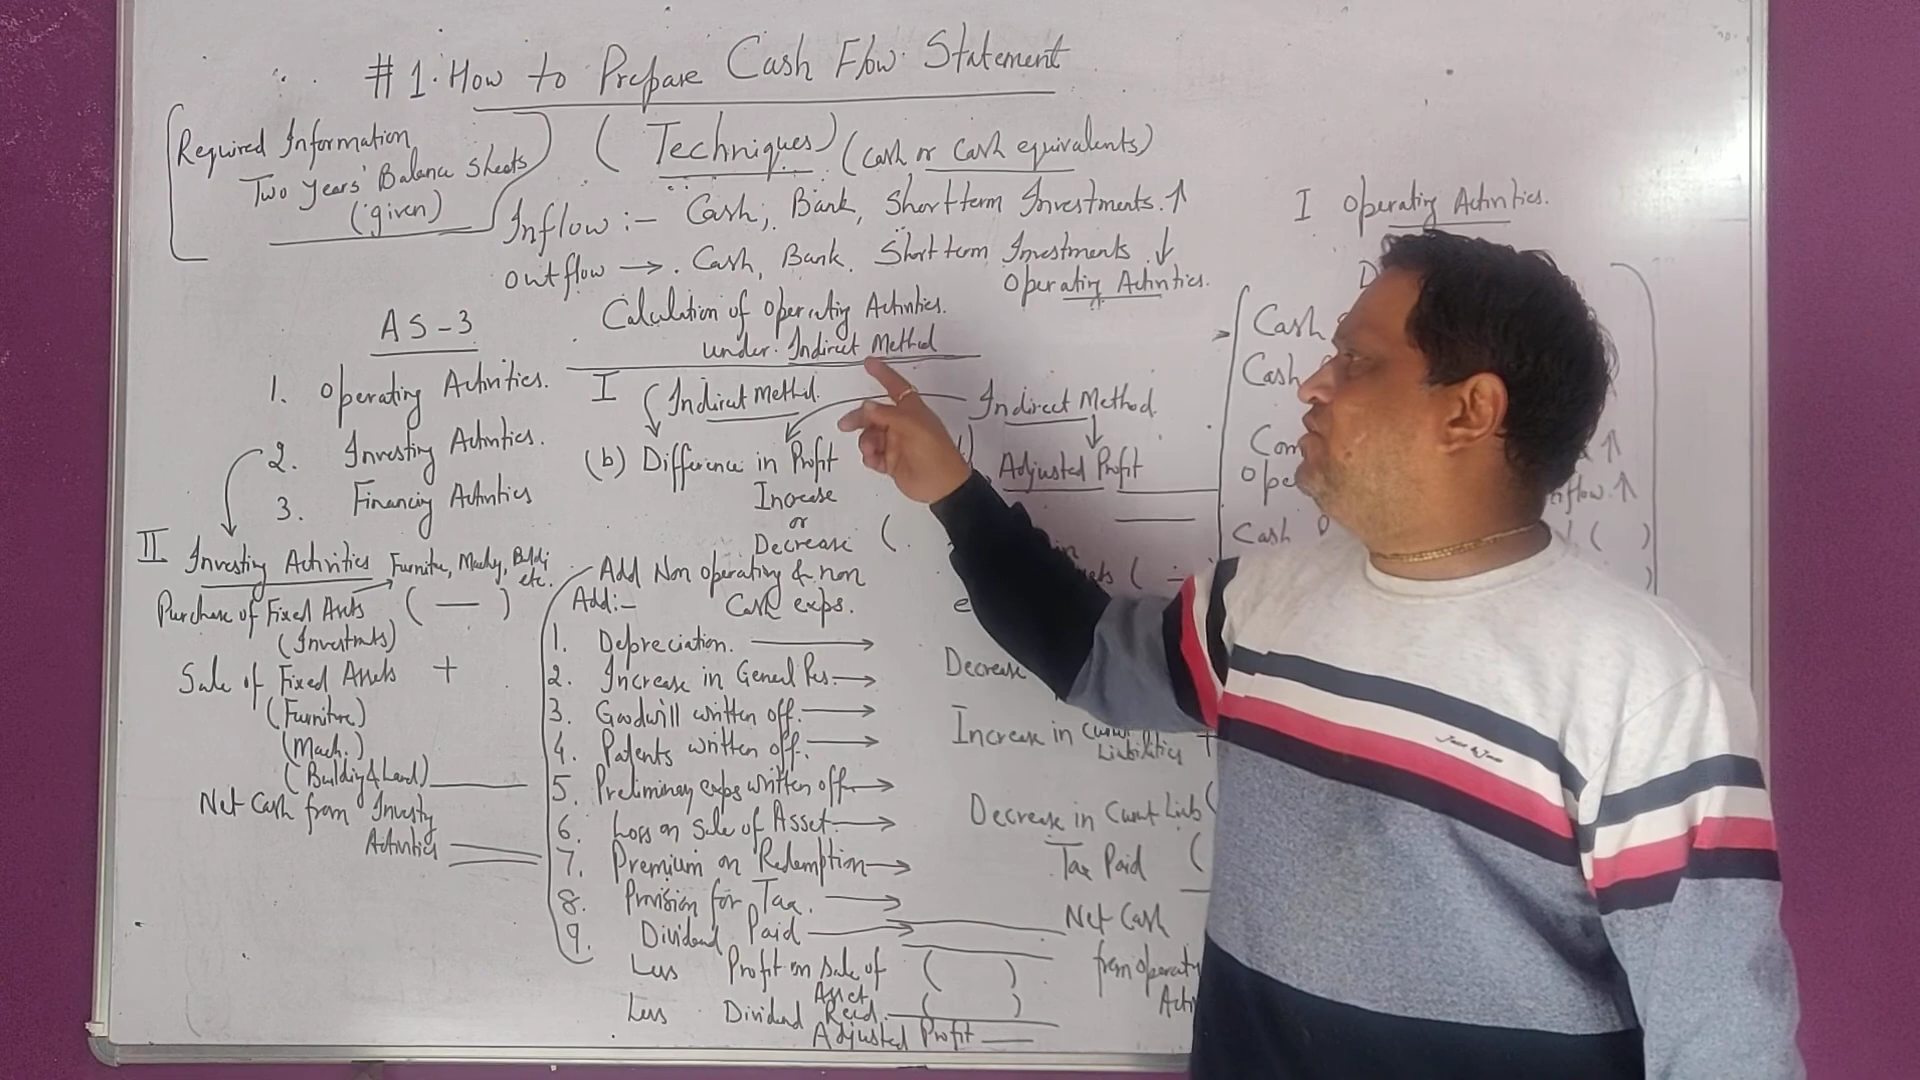 #1. How to Prepare Cash Flow Statement
Required Information
Two Years' Balance Sheets
(given)
(Techniques) (Cash or Cash equivalents)
Inflow :- Cash, Bank, Short term Investments. ↑
Outflow → . Cash, Bank. Short term Investments ↓
Operating Activities.
AS-3
1. Operating Activities.
2. Investing Activities.
3. Financing Activities
II Investing Activities Furniture, Machy, Buildi etc.
Purchase of Fixed Assets ( — )
(Investments)
Sale of Fixed Assets +
(Furniture)
(Mach.)
(Building & Land)
Net Cash from Investing
Activities
Calculation of Operating Activities.
under Indirect Method
I Indirect Method.
(b) Difference in Profit
Increase
or
Decrease (
Add Non operating & non
Add:- Cash exps.
1. Depreciation. →
2. Increase in General Res. →
3. Goodwill written off. →
4. Patents written off. →
5. Preliminary exps written off →
6. Loss on Sale of Asset. →
7. Premium on Redemption →
8. Provision for Tax. →
9. Dividend Paid →
Less Profit on Sale of ( )
Asset
Less Dividend Recd. ( )
Adjusted Profit
Indirect Method.
Adjusted Profit
Decrease
Increase in Current
Liabilities +
Decrease in Current Liab (
Tax Paid (
Net Cash
from operat
Acti
I Operating Activities.
Cash
Cash
Com ↑
Ope nflow. ↑
Cash P ( )